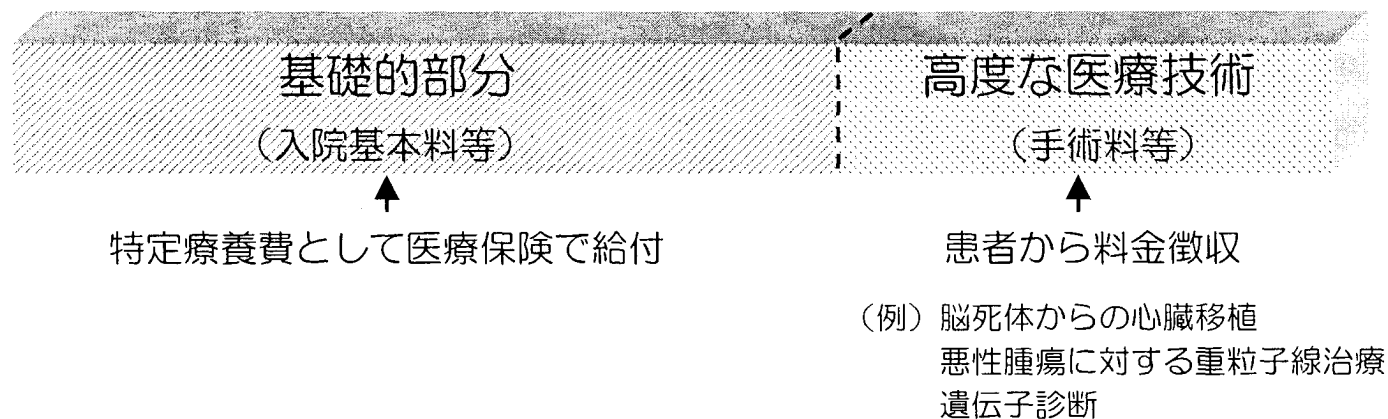 基礎的部分
（入院基本料等）
高度な医療技術
（手術料等）
特定療養費として医療保険で給付
患者から料金徴収
（例）脳死体からの心臓移植
悪性腫瘍に対する重粒子線治療
遺伝子診断